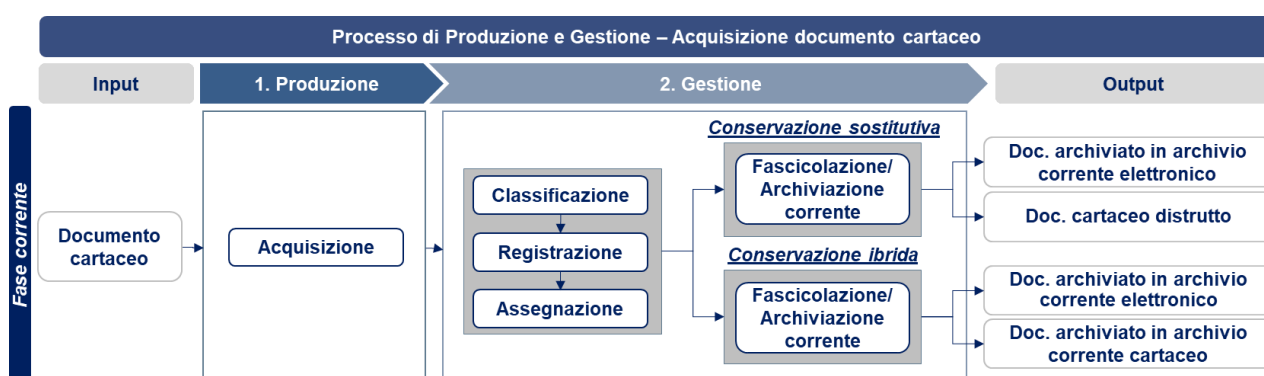 Processo di Produzione e Gestione – Acquisizione documento cartaceo
Input
1. Produzione
2. Gestione
Output
Fase corrente
Documento
cartaceo
Acquisizione
Classificazione
Registrazione
Assegnazione
Conservazione sostitutiva
Fascicolazione/
Archiviazione
corrente
Conservazione ibrida
Fascicolazione/
Archiviazione
corrente
Doc. archiviato in archivio
corrente elettronico
Doc. cartaceo distrutto
Doc. archiviato in archivio
corrente elettronico
Doc. archiviato in archivio
corrente cartaceo